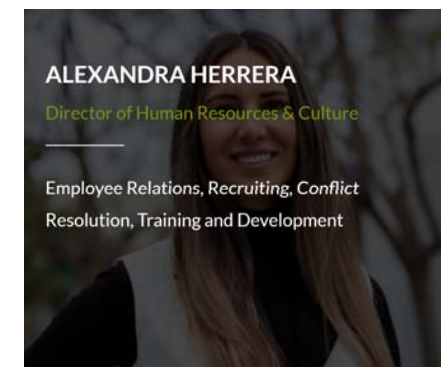 ALEXANDRA HERRERA
Director of Human Resources & Culture
Employee Relations, Recruiting, Conflict
Resolution, Training and Development